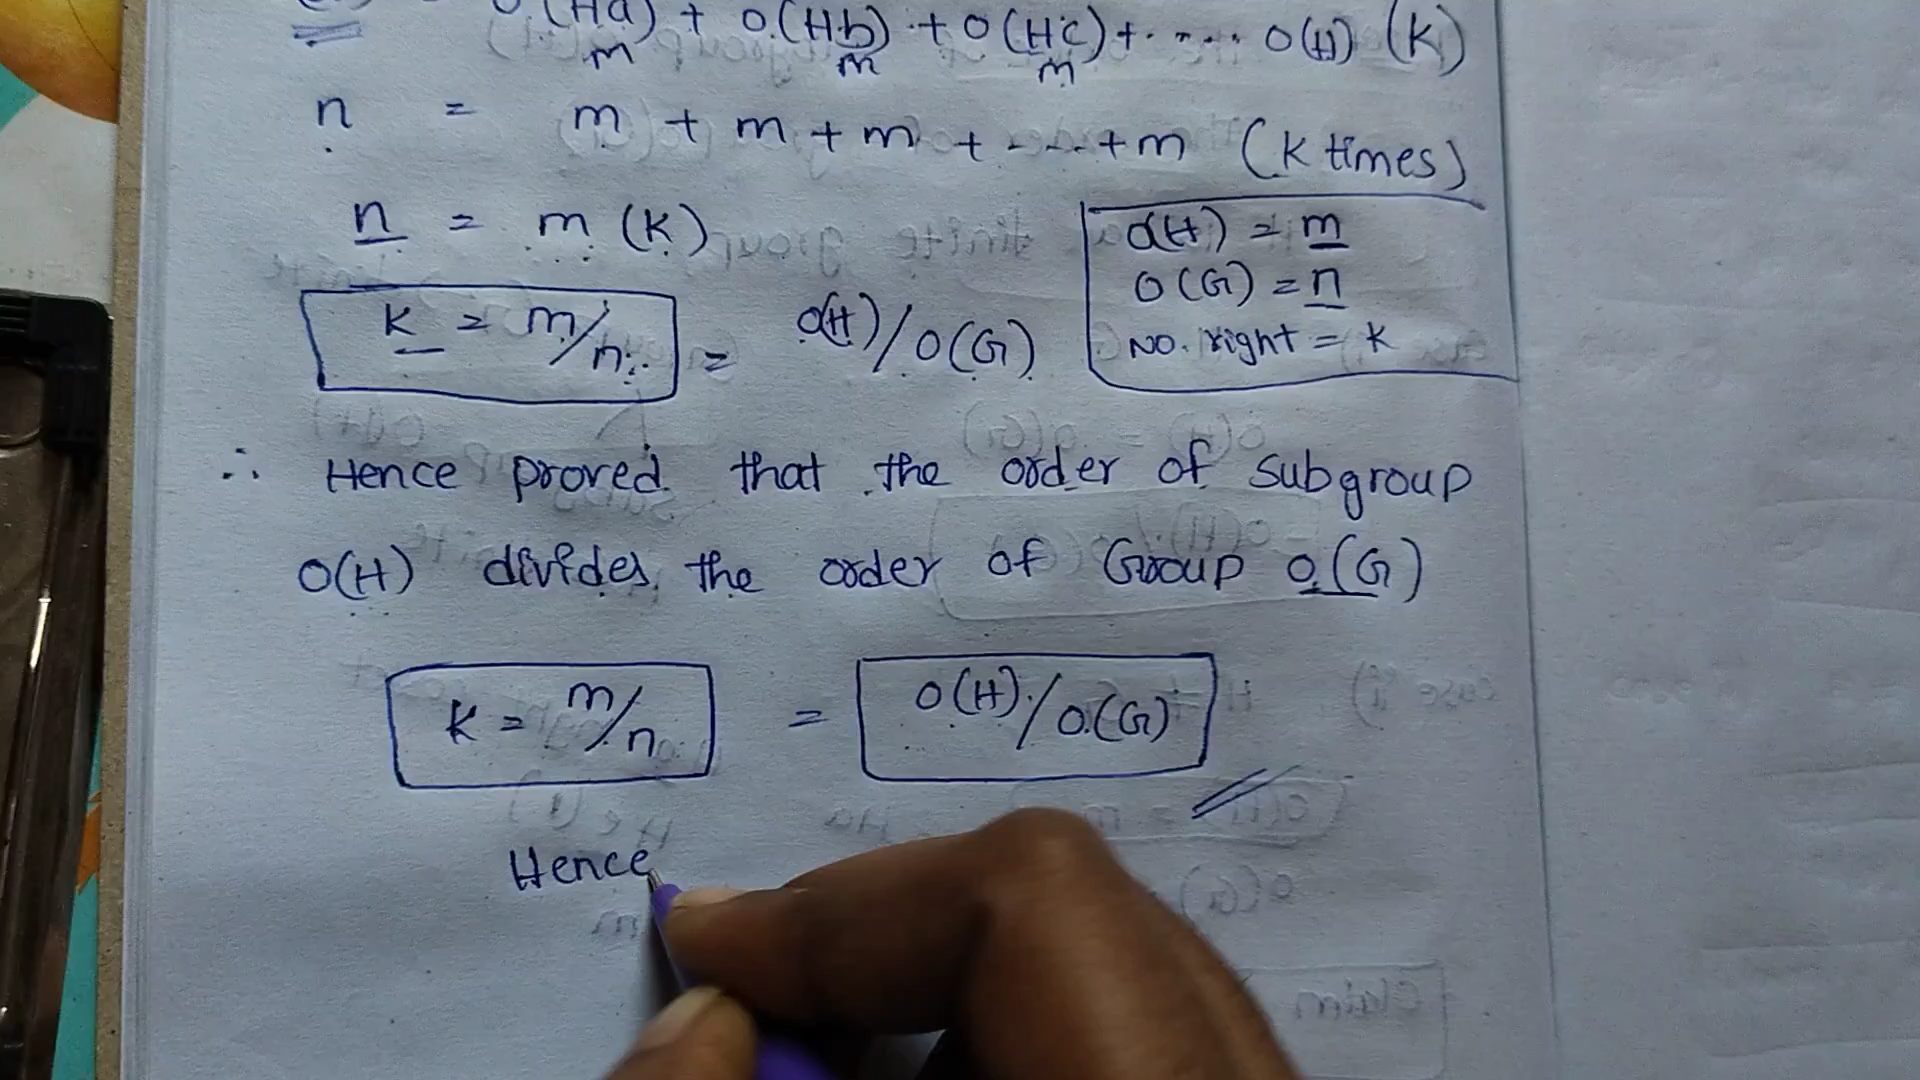 O(Ha) + O(Hb) + O(Hc) + ..... O(H) (K)
m m m
n = m + m + m + - - - + m (K times)
n = m (K)
K = m/n = O(H)/O(G)
O(H) = m
O(G) = n
NO. right = K
∴ Hence proved that the order of subgroup
O(H) divides the order of Group O(G)
K = m/n = O(H)/O(G)
Hence